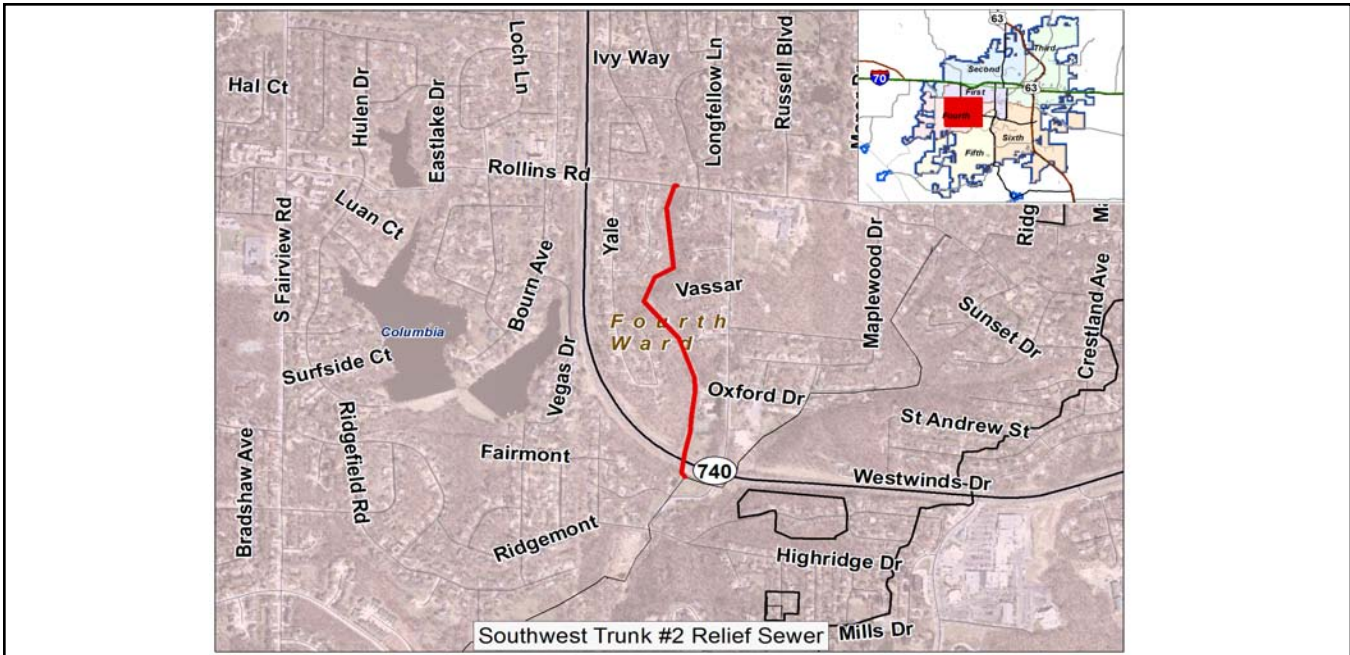 Hal Ct
Hulen Dr
Eastlake Dr
Loch Ln
Ivy Way
Longfellow Ln
Russell Blvd
63
Third
Second
70
First
63
Fourth
Sixth
Fifth
Rollins Rd
Luan Ct
S Fairview Rd
Yale
Bourn Ave
Vassar
Maplewood Dr
Sunset Dr
Crestland Ave
Columbia
Fourth
Ward
Surfside Ct
Vegas Dr
Oxford Dr
St Andrew St
Bradshaw Ave
Ridgefield Rd
Fairmont
740
Westwinds Dr
Ridgemont
Highridge Dr
Mills Dr
Southwest Trunk #2 Relief Sewer